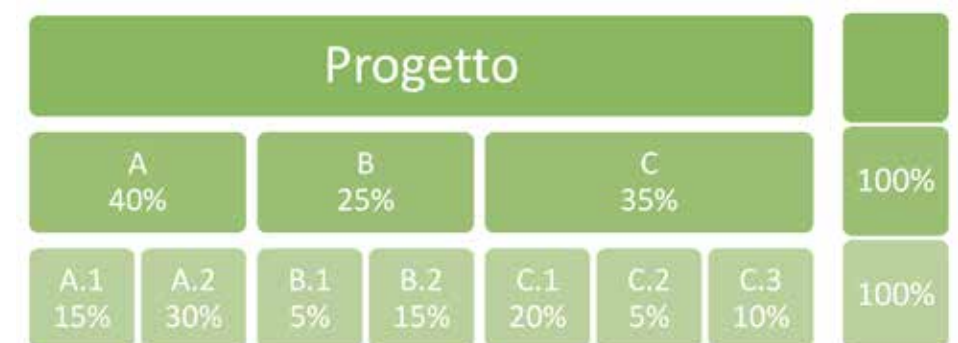 Progetto
A
40%
B
25%
C
35%
100%
A.1
15%
A.2
30%
B.1
5%
B.2
15%
C.1
20%
C.2
5%
C.3
10%
100%